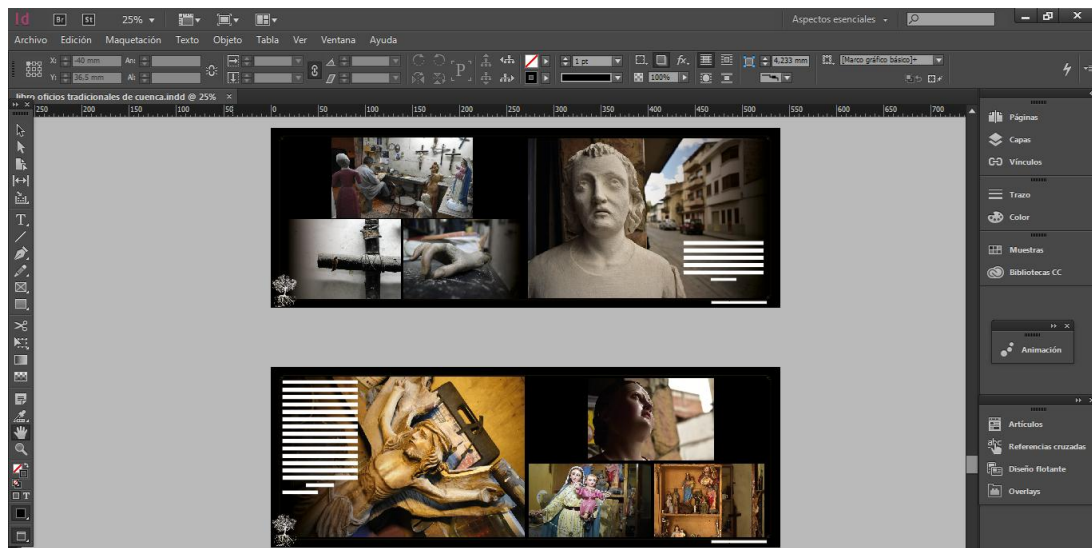 Id Br St 25% Aspectos esenciales
Archivo Edición Maquetación Texto Objeto Tabla Ver Ventana Ayuda
X: -40 mm An: 1 pt 4,233 mm [Marco gráfico básico]+
Y: 36,5 mm Al: 100%
libro oficios tradicionales de cuenca.indd @ 25% ×
250 200 150 100 50 0 50 100 150 200 250 300 350 400 450 500 550 600 650 700
Páginas
Capas
Vínculos
Trazo
Color
Muestras
Bibliotecas CC
Animación
Artículos
Referencias cruzadas
Diseño flotante
Overlays